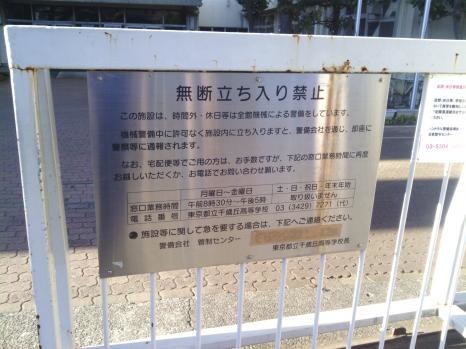 無断立ち入り禁止
この施設は、時間外・休日等は全館機械による警備をしています。
機械警備中に許可なく施設内に立ち入りますと、警備会社を通じ、即座に
警察等に通報されます。
なお、宅配便等でご用の方は、お手数ですが、下記の窓口業務時間に再度
お越しいただくか、お電話でお問い合わせ願います。
月曜日〜金曜日 土・日・祝日・年末年始
窓口業務時間 午前8時30分〜午後5時 取り扱いません
電話番号 東京都立千歳丘高等学校 03(3429)7271(代)
●施設等に関して急を要する場合は、下記へご連絡ください。
警備会社 管制センター
東京都立千歳丘高等学校長